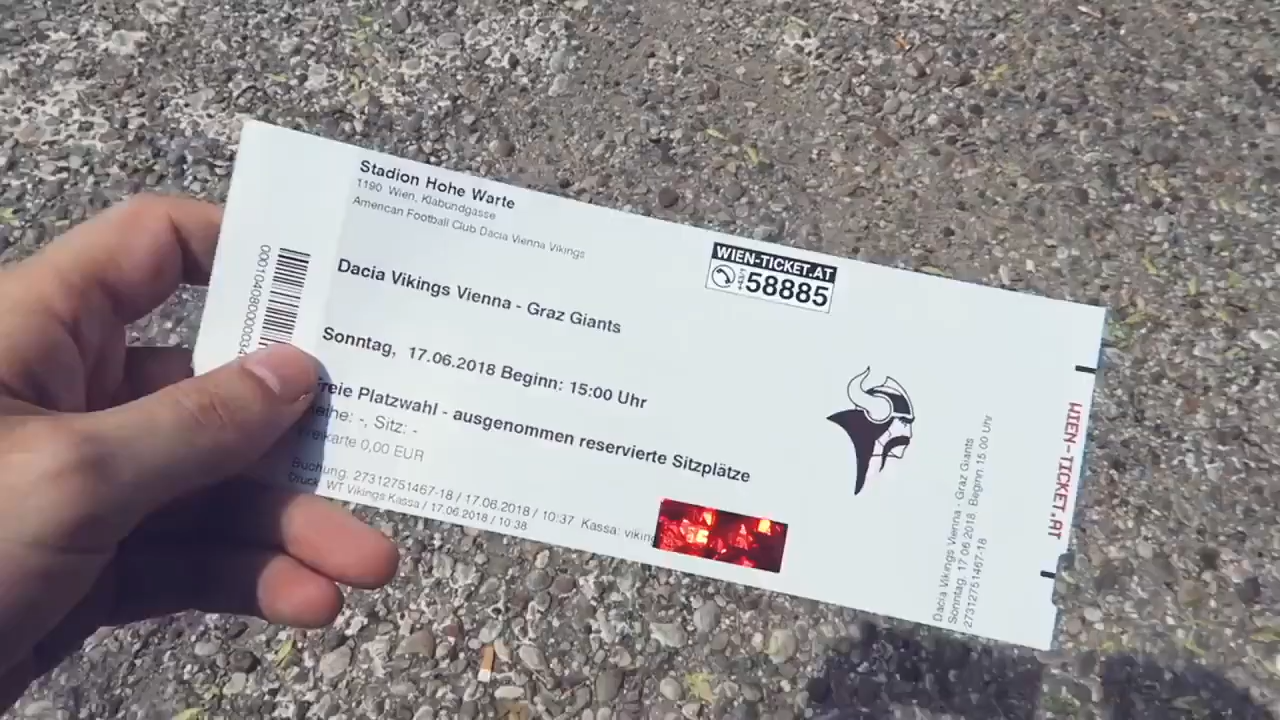 Stadion Hohe Warte
1190 Wien, Klabundgasse
American Football Club Dacia Vienna Vikings
WIEN-TICKET.AT
58885
Dacia Vikings Vienna - Graz Giants
Sonntag, 17.06.2018 Beginn: 15:00 Uhr
Freie Platzwahl - ausgenommen reservierte Sitzplätze
Reihe: -, Sitz: -
Freikarte 0,00 EUR
Buchung: 27312751467-18 / 17.06.2018 / 10:37 Kassa:
Druck: WT Vikings Kassa / 17.06.2018 / 10:38
Dacia Vikings Vienna - Graz Giants
Sonntag, 17.06.2018, Beginn 15:00 Uhr
27312751467-18
WIEN-TICKET.AT